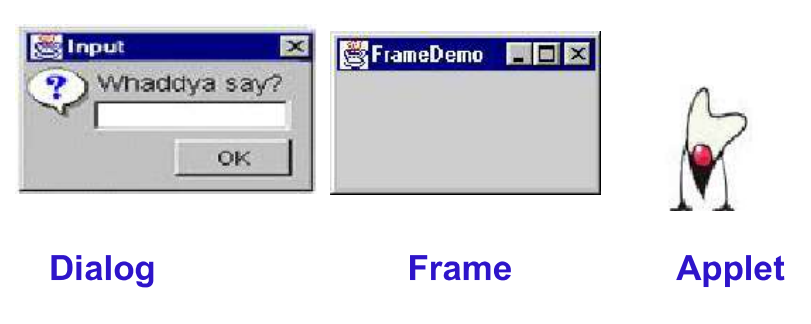 Input
Whaddya say?
OK
FrameDemo
Dialog
Frame
Applet